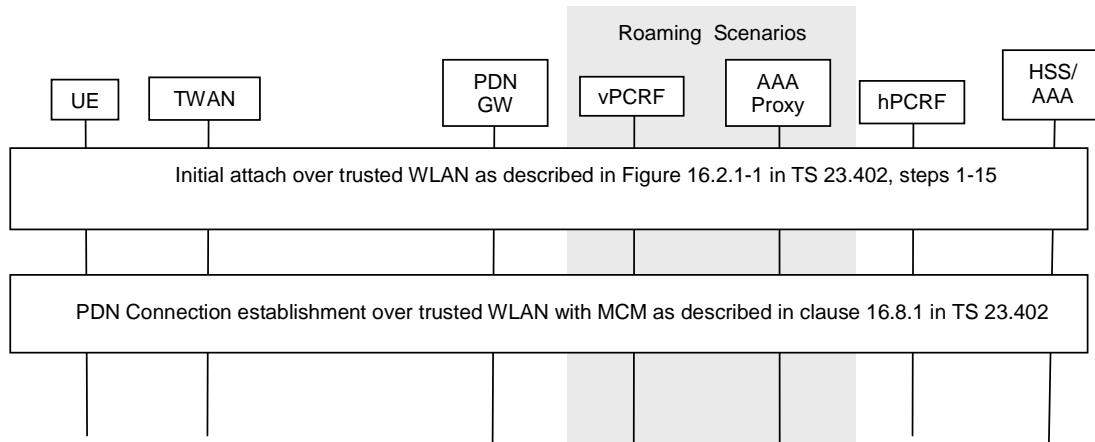 Roaming Scenarios
UE
TWAN
PDN
GW
vPCRF
AAA
Proxy
hPCRF
HSS/
AAA
Initial attach over trusted WLAN as described in Figure 16.2.1-1 in TS 23.402, steps 1-15
PDN Connection establishment over trusted WLAN with MCM as described in clause 16.8.1 in TS 23.402